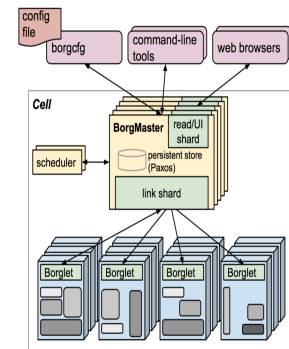 config
file
borgcfg
command-line
tools
web browsers
Cell
BorgMaster
read/UI
shard
persistent store
(Paxos)
scheduler
link shard
Borglet
Borglet
Borglet
Borglet